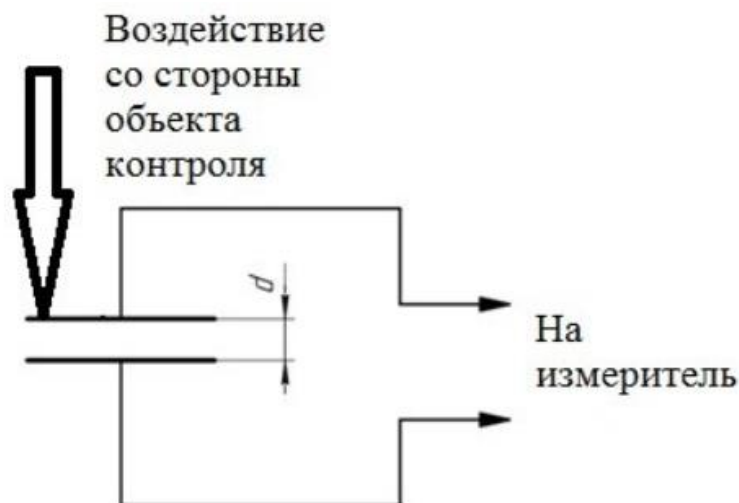 Воздействие
со стороны
объекта
контроля
d
На
измеритель